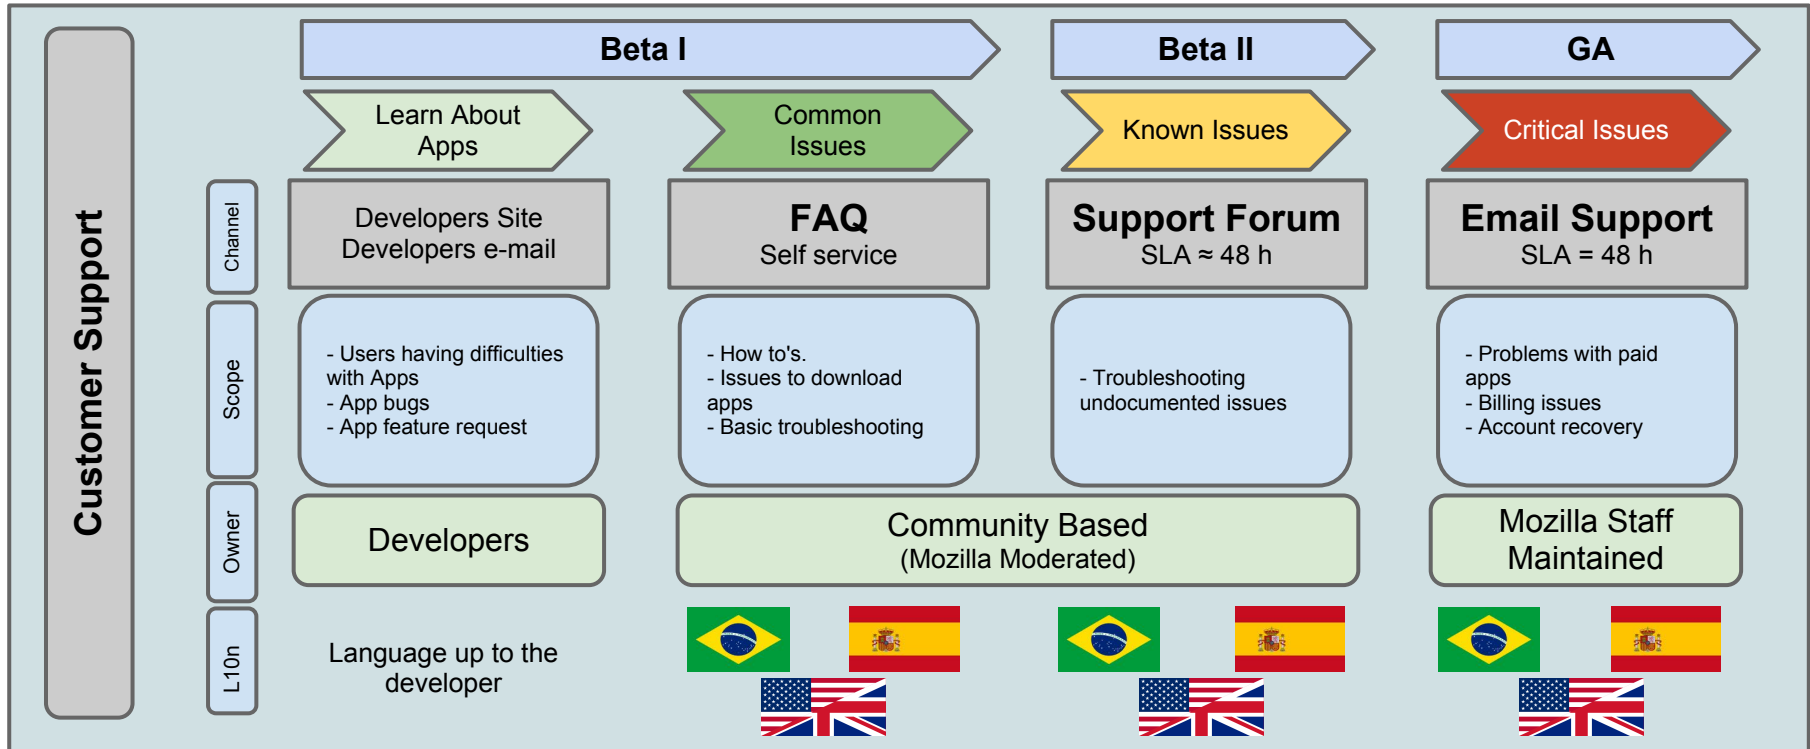 Customer Support
Beta I
Beta II
GA
Learn About
Apps
Common
Issues
Known Issues
Critical Issues
Channel
Developers Site
Developers e-mail
FAQ
Self service
Support Forum
SLA ≈ 48 h
Email Support
SLA = 48 h
Scope
- Users having difficulties
with Apps
- App bugs
- App feature request
- How to's.
- Issues to download
apps
- Basic troubleshooting
- Troubleshooting
undocumented issues
- Problems with paid
apps
- Billing issues
- Account recovery
Owner
Developers
Community Based
(Mozilla Moderated)
Mozilla Staff
Maintained
L10n
Language up to the
developer